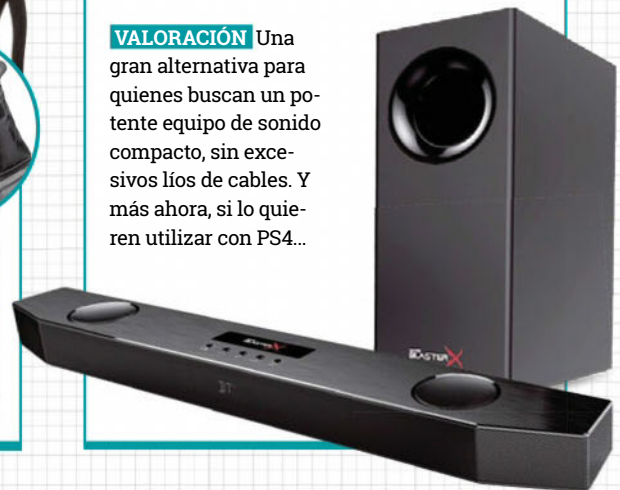 VALORACIÓN Una
gran alternativa para
quienes buscan un po-
tente equipo de sonido
compacto, sin exce-
sivos líos de cables. Y
más ahora, si lo quie-
ren utilizar con PS4...
BLASTERX